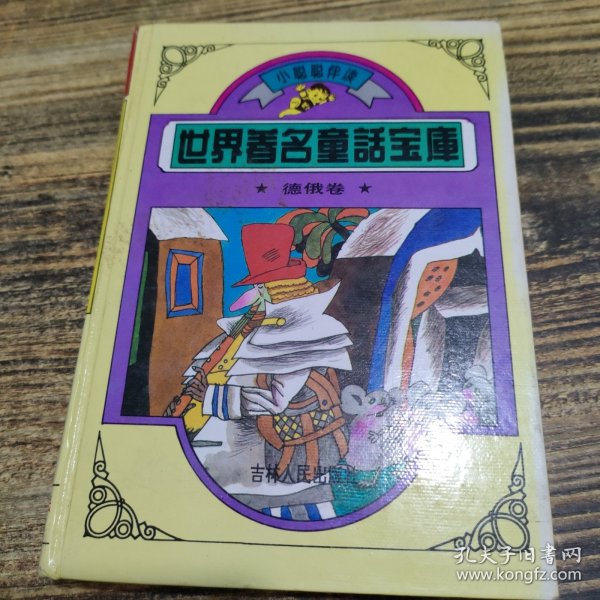 小聪聪伴读
世界著名童話宝庫
★ 德俄卷 ★
吉林人民出版社
孔夫子旧书网
www.kongfz.com